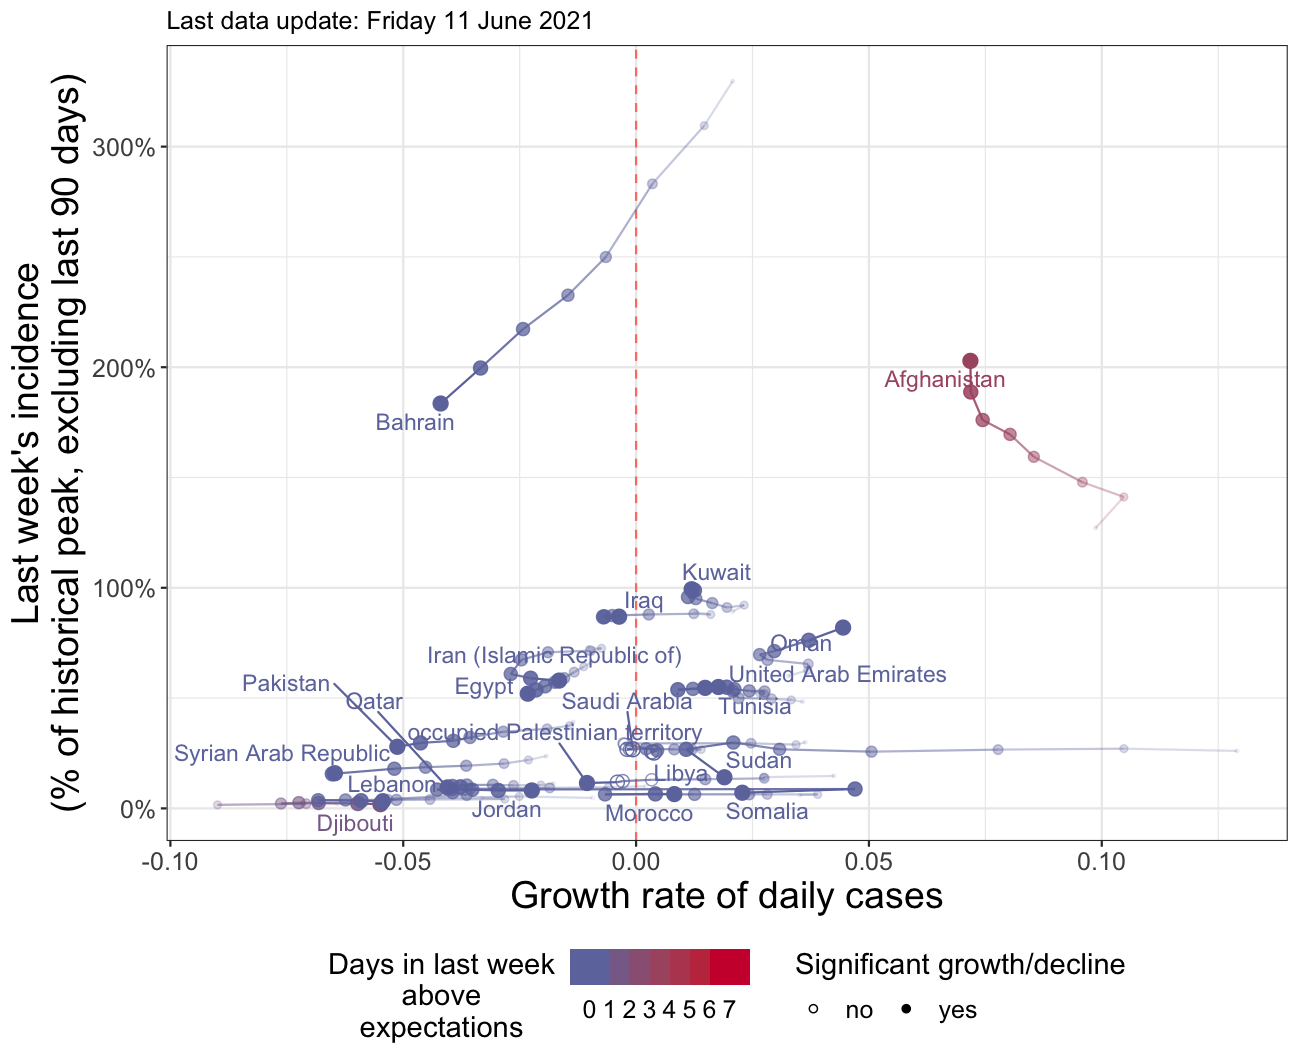 Last data update: Friday 11 June 2021
Last week's incidence
(% of historical peak, excluding last 90 days)
300%
200%
100%
0%
Bahrain
Afghanistan
Kuwait
Iraq
Oman
Iran (Islamic Republic of)
United Arab Emirates
Pakistan
Egypt
Qatar
Saudi Arabia
Tunisia
occupied Palestinian territory
Syrian Arab Republic
Sudan
Libya
Lebanon
Jordan
Morocco
Somalia
Djibouti
-0.10 -0.05 0.00 0.05 0.10
Growth rate of daily cases
Days in last week
above
expectations
0 1 2 3 4 5 6 7
Significant growth/decline
no yes